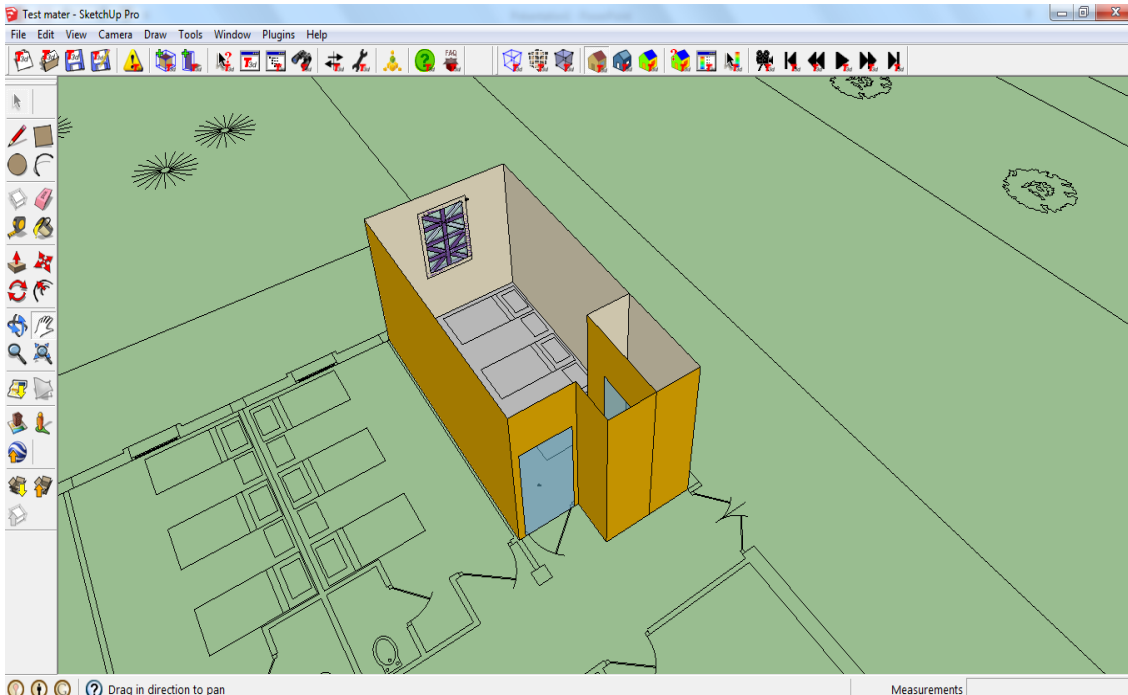 Test mater - SketchUp Pro
File Edit View Camera Draw Tools Window Plugins Help
FAQ
Drag in direction to pan
Measurements